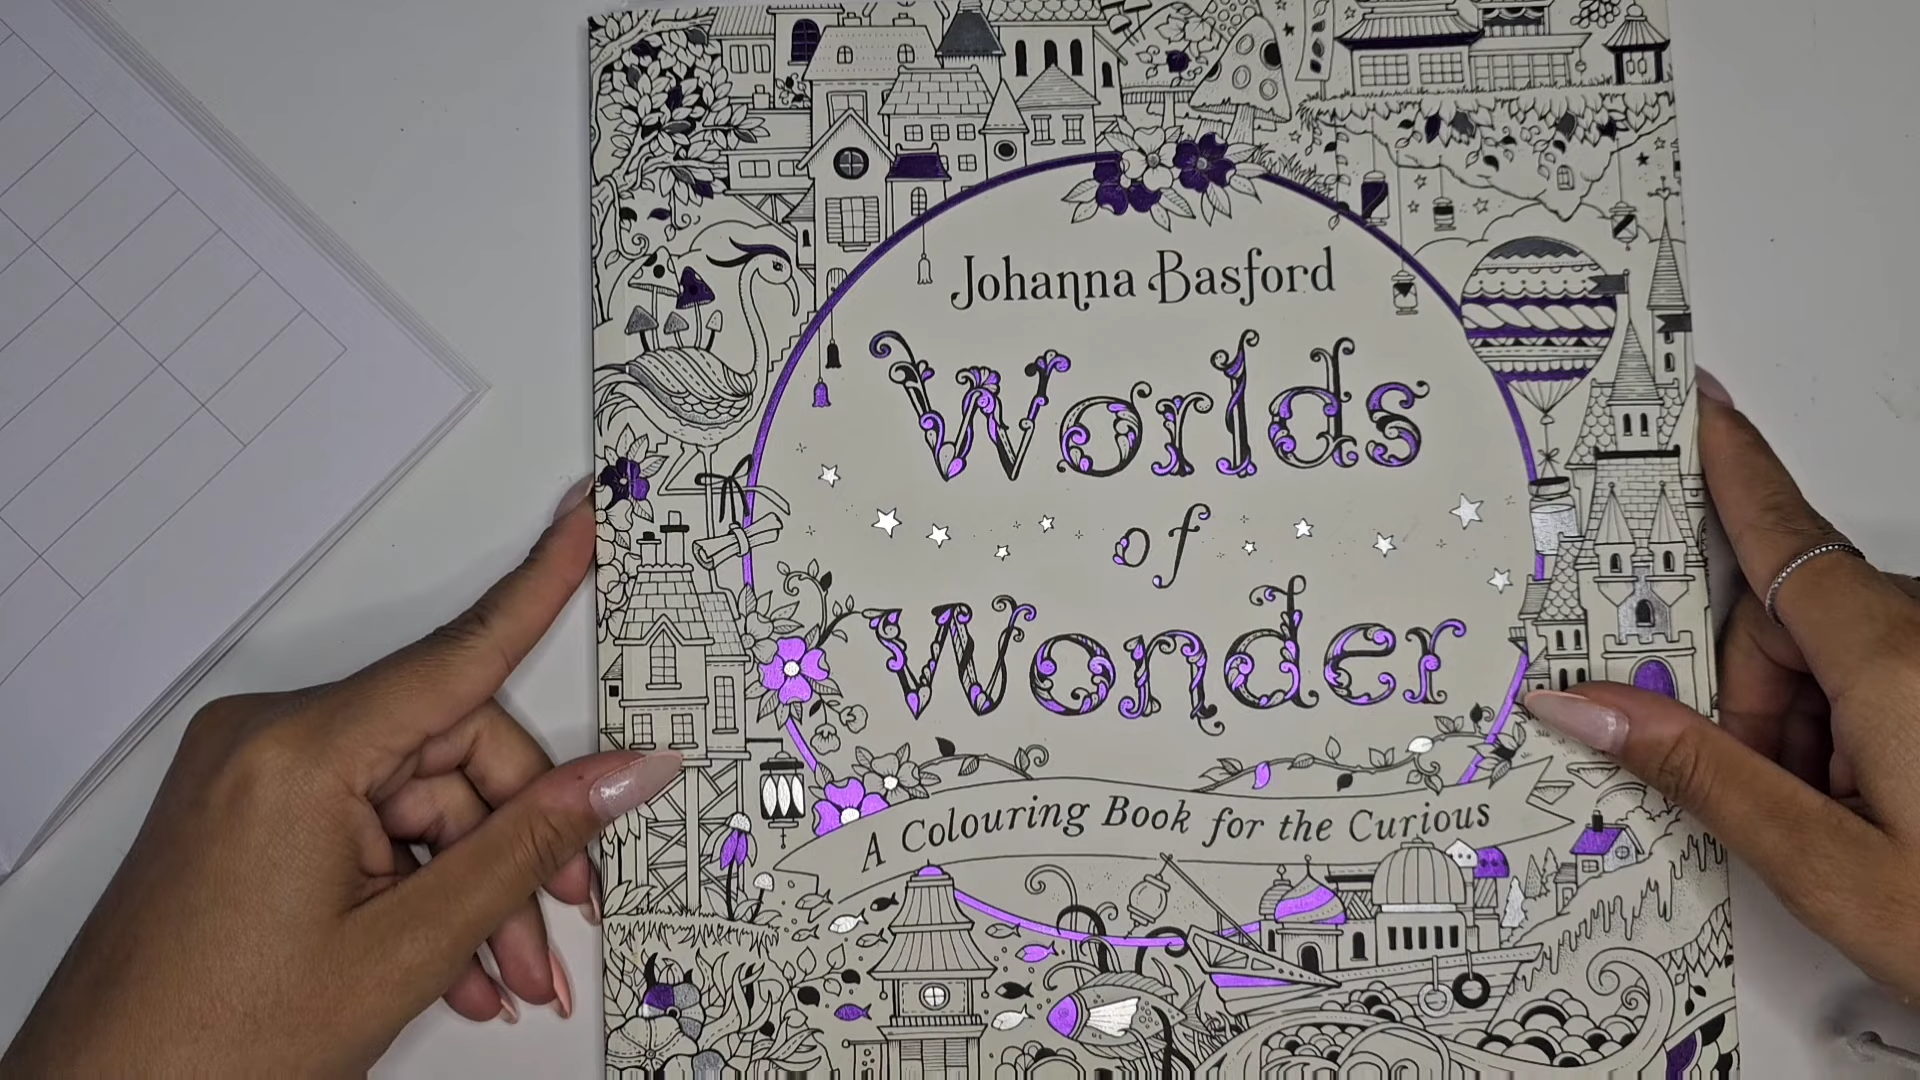 Johanna Basford
Worlds
of
Wonder
A Colouring Book for the Curious